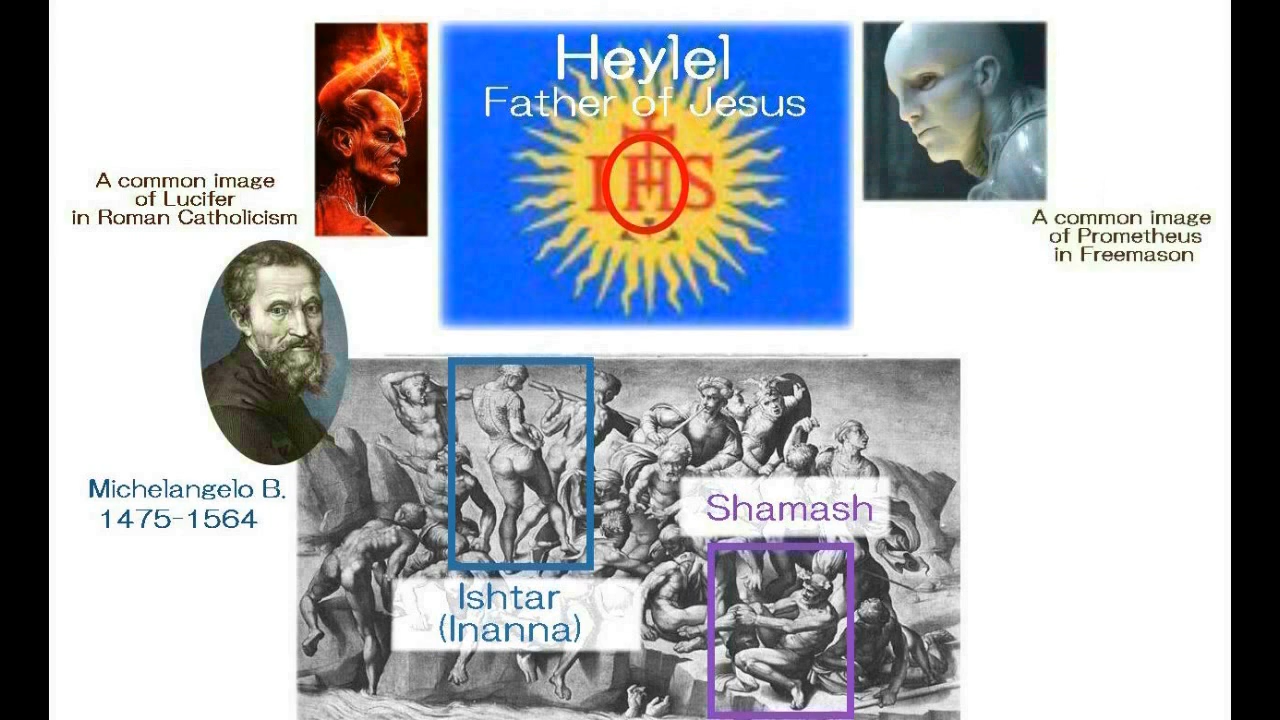 Heylel
Father of Jesus
IHS
A common image
of Lucifer
in Roman Catholicism
A common image
of Prometheus
in Freemason
Michelangelo B.
1475-1564
Shamash
Ishtar
(Inanna)